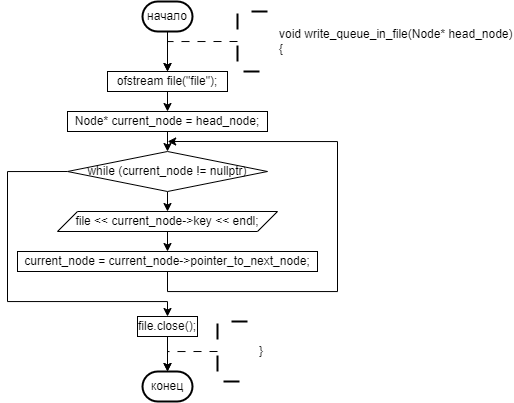 начало
void write_queue_in_file(Node* head_node)
{
ofstream file("file");
Node* current_node = head_node;
while (current_node != nullptr)
file << current_node->key << endl;
current_node = current_node->pointer_to_next_node;
file.close();
}
конец